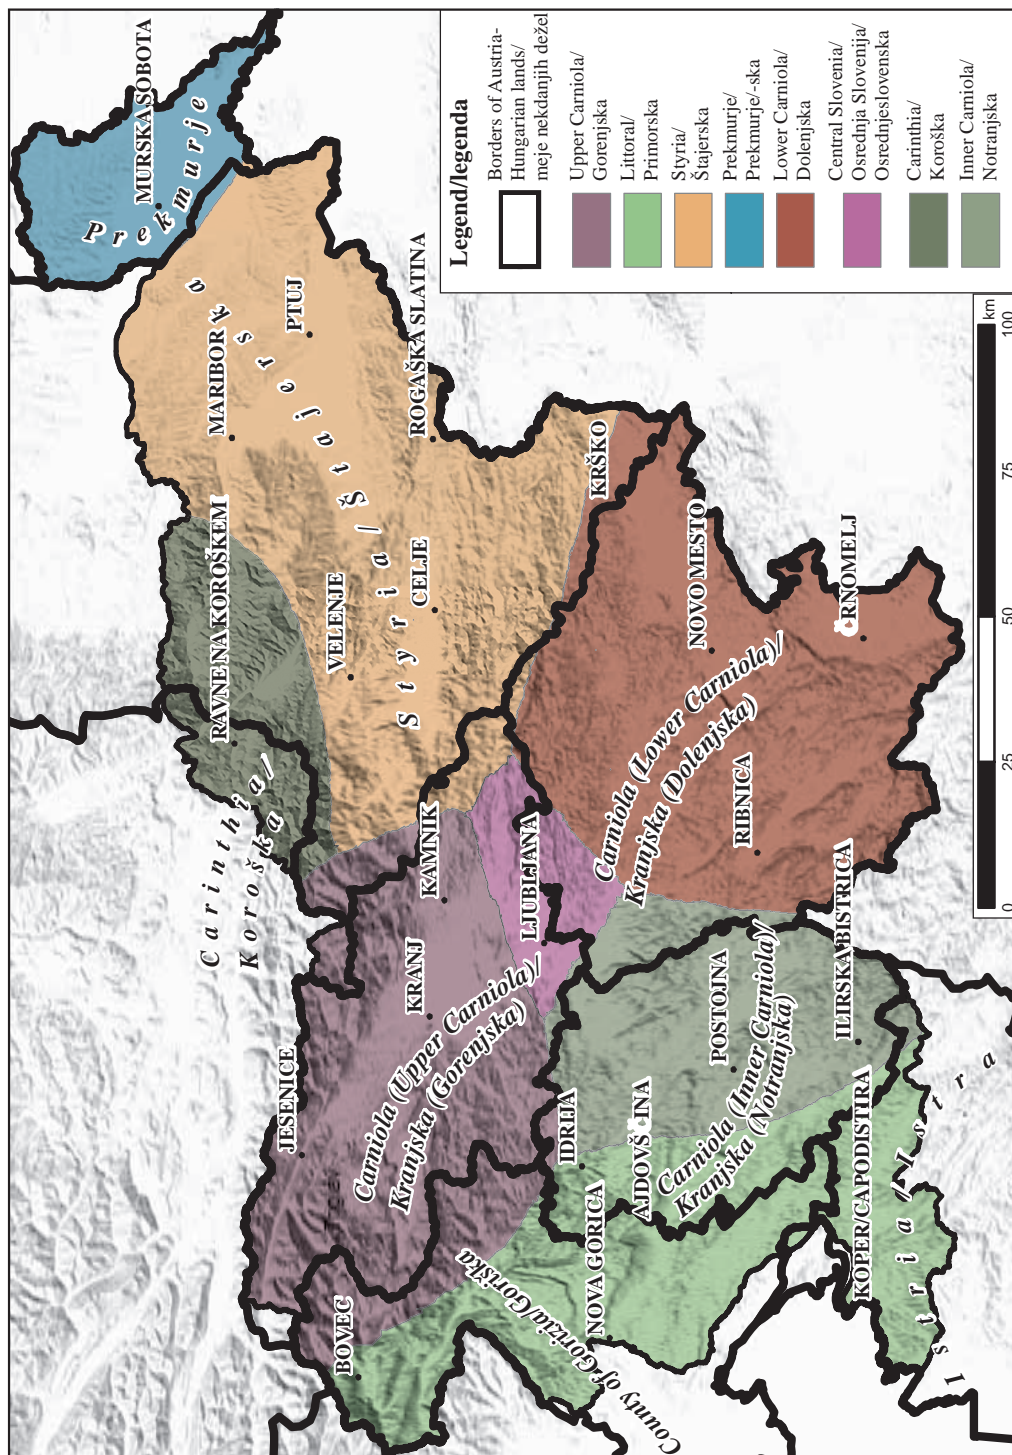 Carinthia/
Koroška
JESENICE
BOVEC
RAVNE NA KOROŠKEM
MARIBOR
MURSKA SOBOTA
Prekmurje
PTUJ
VELENJE
Styria/Štajerska
CELJE
ROGAŠKA SLATINA
KRANJ
KAMNIK
Carniola (Upper Carniola)/
Kranjska (Gorenjska)
LJUBLJANA
KRŠKO
County of Gorizia/Goriška
IDRIJA
NOVA GORICA
AJDOVŠČINA
Carniola (Inner Carniola)/
Kranjska (Notranjska)
POSTOJNA
Carniola (Lower Carniola)/
Kranjska (Dolenjska)
NOVO MESTO
RIBNICA
ČRNOMELJ
KOPER/CAPODISTIRA
ILIRSKA BISTRICA
Istria/Istra
0 25 50 75 100
km
Legend/legenda
Borders of Austria-
Hungarian lands/
meje nekdanjih dežel
Upper Carniola/
Gorenjska
Littoral/
Primorska
Styria/
Štajerska
Prekmurje/
Prekmurje/-ska
Lower Carniola/
Dolenjska
Central Slovenia/
Osrednja Slovenija/
Osrednjeslovenska
Carinthia/
Koroška
Inner Carniola/
Notranjska